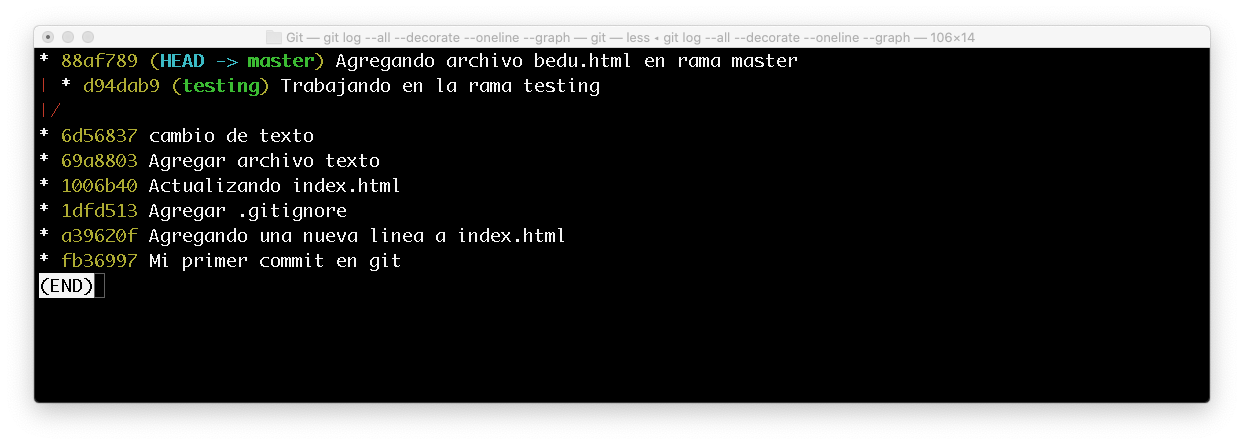 Git — git log --all --decorate --oneline --graph — git — less ◂ git log --all --decorate --oneline --graph — 106×14
* 88af789 (HEAD -> master) Agregando archivo bedu.html en rama master
| * d94dab9 (testing) Trabajando en la rama testing
|/
* 6d56837 cambio de texto
* 69a8803 Agregar archivo texto
* 1006b40 Actualizando index.html
* 1dfd513 Agregar .gitignore
* a39620f Agregando una nueva linea a index.html
* fb36997 Mi primer commit en git
(END)